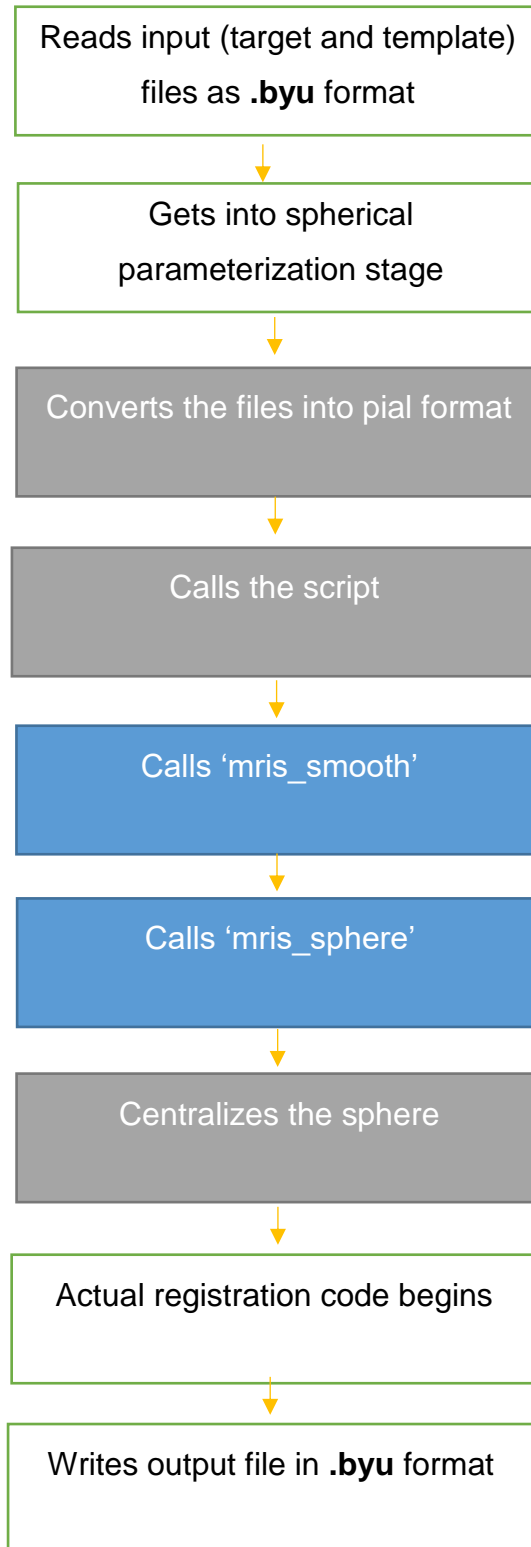 Reads input (target and template)
files as .byu format
Gets into spherical
parameterization stage
Converts the files into pial format
Calls the script
Calls ‘mris_smooth’
Calls ‘mris_sphere’
Centralizes the sphere
Actual registration code begins
Writes output file in .byu format